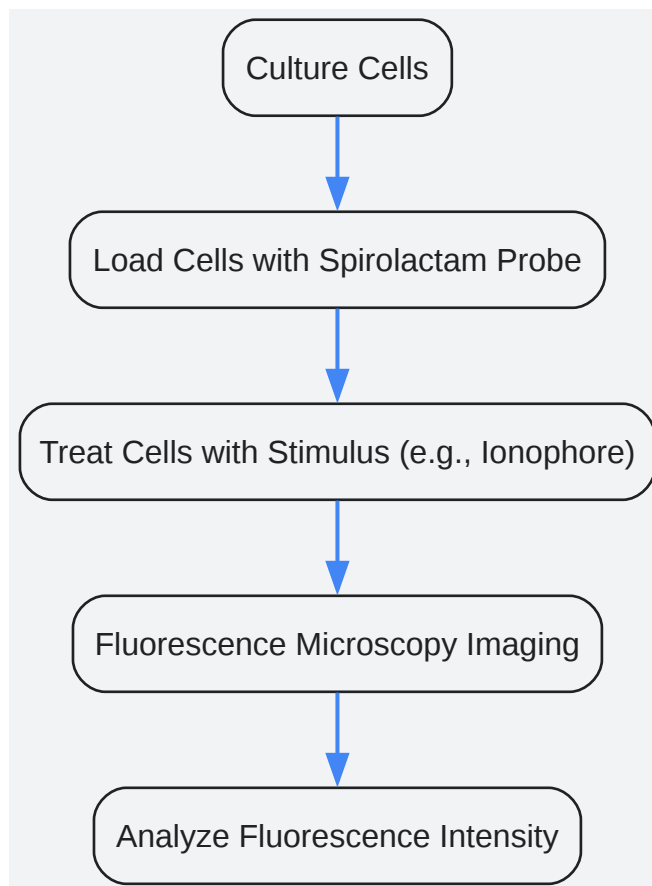 Culture Cells
Load Cells with Spirolactam Probe
Treat Cells with Stimulus (e.g., Ionophore)
Fluorescence Microscopy Imaging
Analyze Fluorescence Intensity